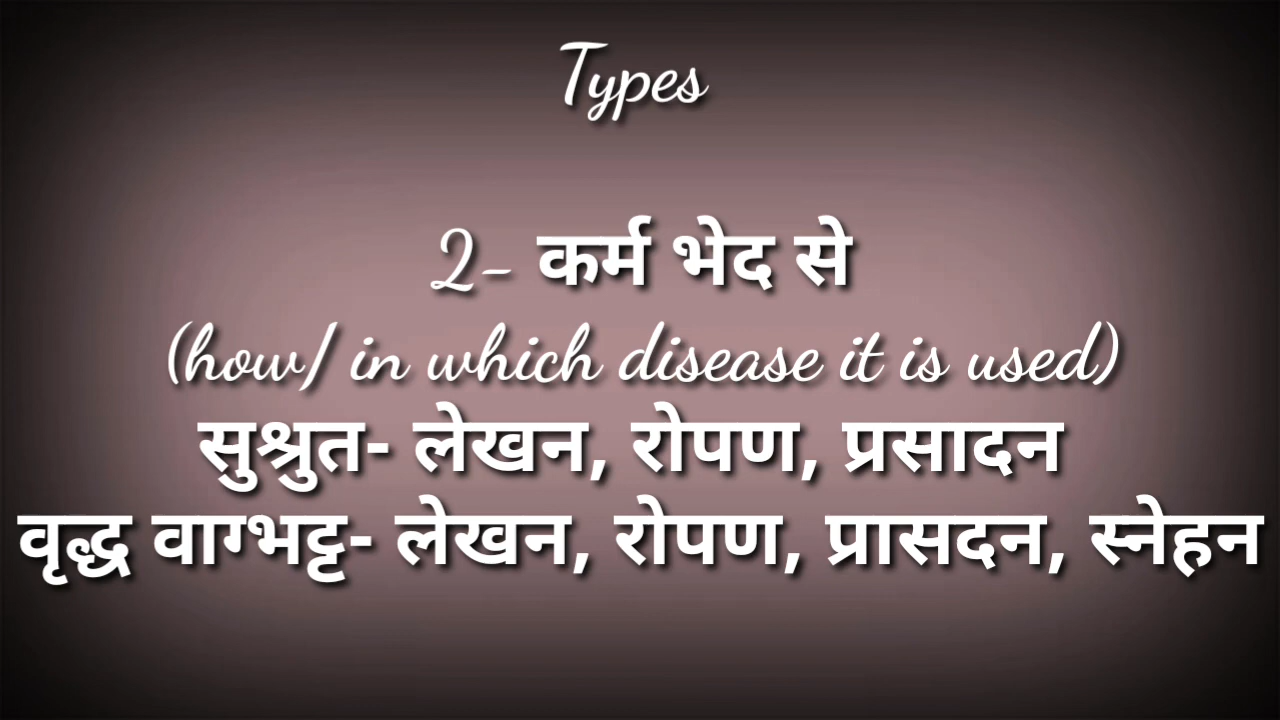 Types
2- कर्म भेद से
(how/ in which disease it is used)
सुश्रुत- लेखन, रोपण, प्रसादन
वृद्ध वाग्भट्ट- लेखन, रोपण, प्रासदन, स्नेहन